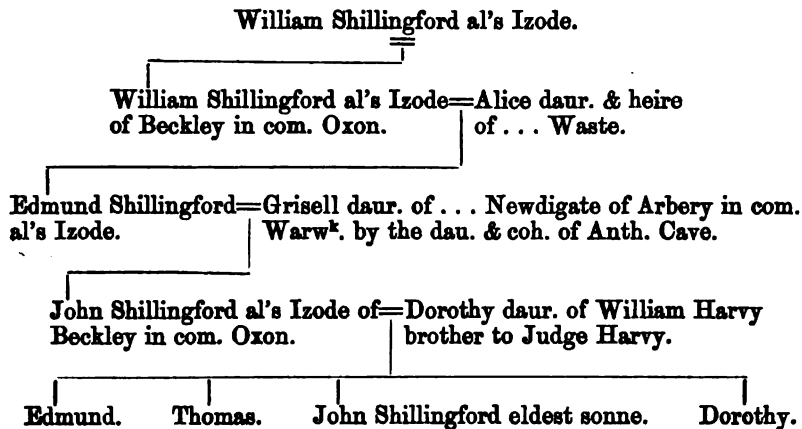 William Shillingford al's Izode.
William Shillingford al's Izode=Alice daur. & heire
of Beckley in com. Oxon. of . . . Waste.
Edmund Shillingford=Grisell daur. of . . . Newdigate of Arbery in com.
al's Izode. Warwᵏ. by the dau. & coh. of Anth. Cave.
John Shillingford al's Izode of=Dorothy daur. of William Harvy
Beckley in com. Oxon. brother to Judge Harvy.
Edmund. Thomas. John Shillingford eldest sonne. Dorothy.